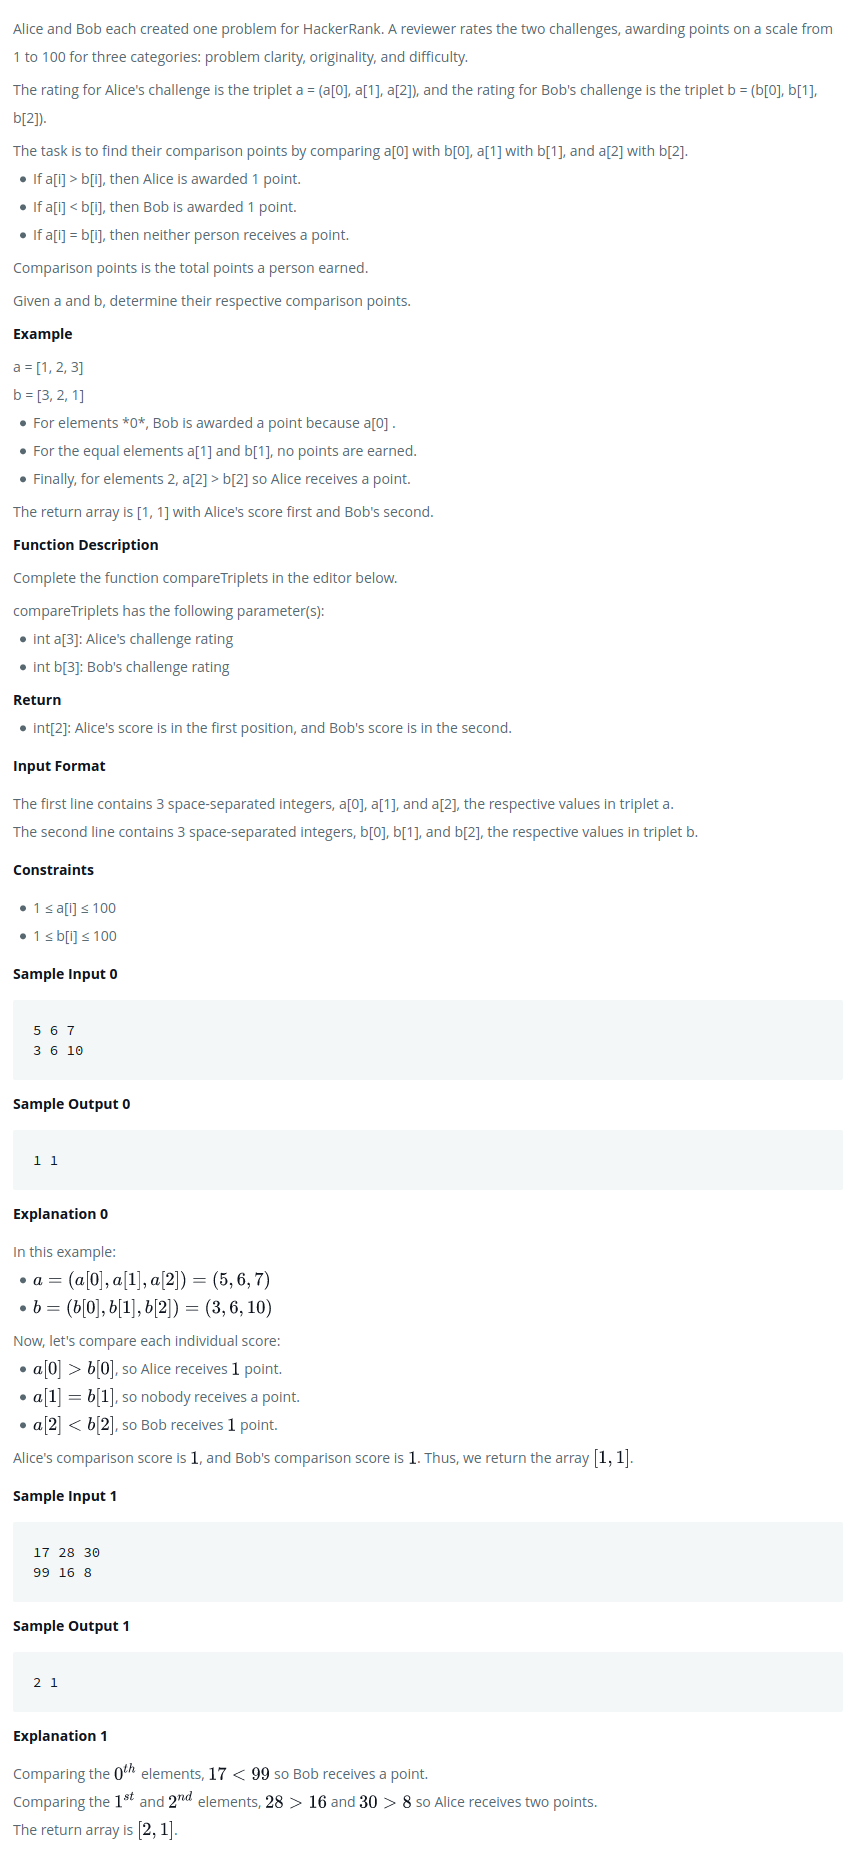 Alice and Bob each created one problem for HackerRank. A reviewer rates the two challenges, awarding points on a scale from
1 to 100 for three categories: problem clarity, originality, and difficulty.
The rating for Alice's challenge is the triplet a = (a[0], a[1], a[2]), and the rating for Bob's challenge is the triplet b = (b[0], b[1],
b[2]).
The task is to find their comparison points by comparing a[0] with b[0], a[1] with b[1], and a[2] with b[2].
• If a[i] > b[i], then Alice is awarded 1 point.
• If a[i] < b[i], then Bob is awarded 1 point.
• If a[i] = b[i], then neither person receives a point.
Comparison points is the total points a person earned.
Given a and b, determine their respective comparison points.
Example
a = [1, 2, 3]
b = [3, 2, 1]
• For elements *0*, Bob is awarded a point because a[0] .
• For the equal elements a[1] and b[1], no points are earned.
• Finally, for elements 2, a[2] > b[2] so Alice receives a point.
The return array is [1, 1] with Alice's score first and Bob's second.
Function Description
Complete the function compareTriplets in the editor below.
compareTriplets has the following parameter(s):
• int a[3]: Alice's challenge rating
• int b[3]: Bob's challenge rating
Return
• int[2]: Alice's score is in the first position, and Bob's score is in the second.
Input Format
The first line contains 3 space-separated integers, a[0], a[1], and a[2], the respective values in triplet a.
The second line contains 3 space-separated integers, b[0], b[1], and b[2], the respective values in triplet b.
Constraints
• 1 ≤ a[i] ≤ 100
• 1 ≤ b[i] ≤ 100
Sample Input 0
5 6 7
3 6 10
Sample Output 0
1 1
Explanation 0
In this example:
• a = (a[0], a[1], a[2]) = (5, 6, 7)
• b = (b[0], b[1], b[2]) = (3, 6, 10)
Now, let's compare each individual score:
• a[0] > b[0], so Alice receives 1 point.
• a[1] = b[1], so nobody receives a point.
• a[2] < b[2], so Bob receives 1 point.
Alice's comparison score is 1, and Bob's comparison score is 1. Thus, we return the array [1, 1].
Sample Input 1
17 28 30
99 16 8
Sample Output 1
2 1
Explanation 1
Comparing the 0th elements, 17 < 99 so Bob receives a point.
Comparing the 1st and 2nd elements, 28 > 16 and 30 > 8 so Alice receives two points.
The return array is [2, 1].